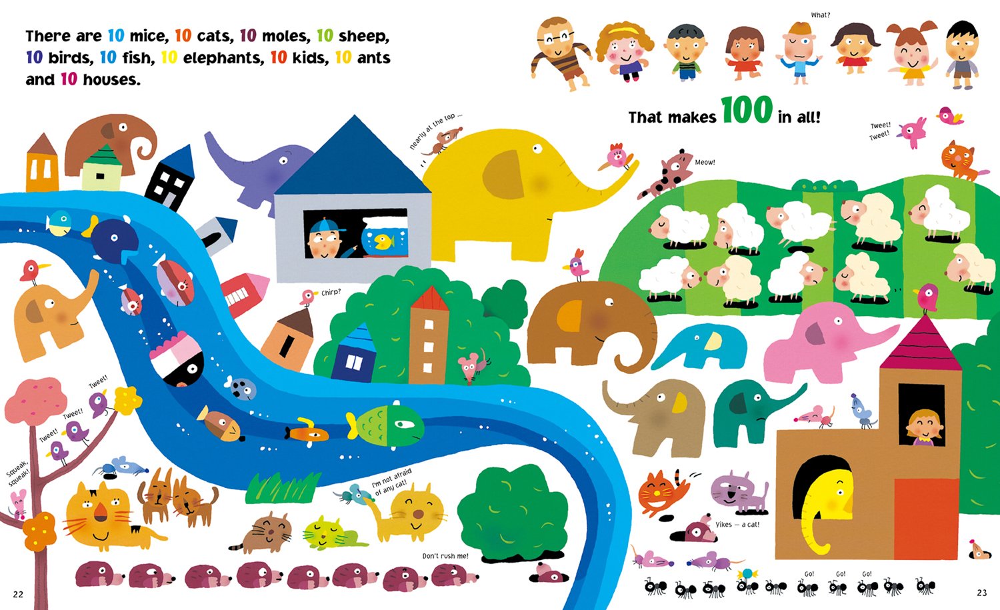 There are 10 mice, 10 cats, 10 moles, 10 sheep,
10 birds, 10 fish, 10 elephants, 10 kids, 10 ants
and 10 houses.
What?
That makes 100 in all!
Nearly at the top ...
Tweet!
Tweet!
Meow!
Chirp?
Tweet!
Tweet!
Tweet!
Squeak,
squeak!
I'm not afraid
of any cat!
Yikes – a cat!
Don't rush me!
Go!
Go!
Go!
22
23